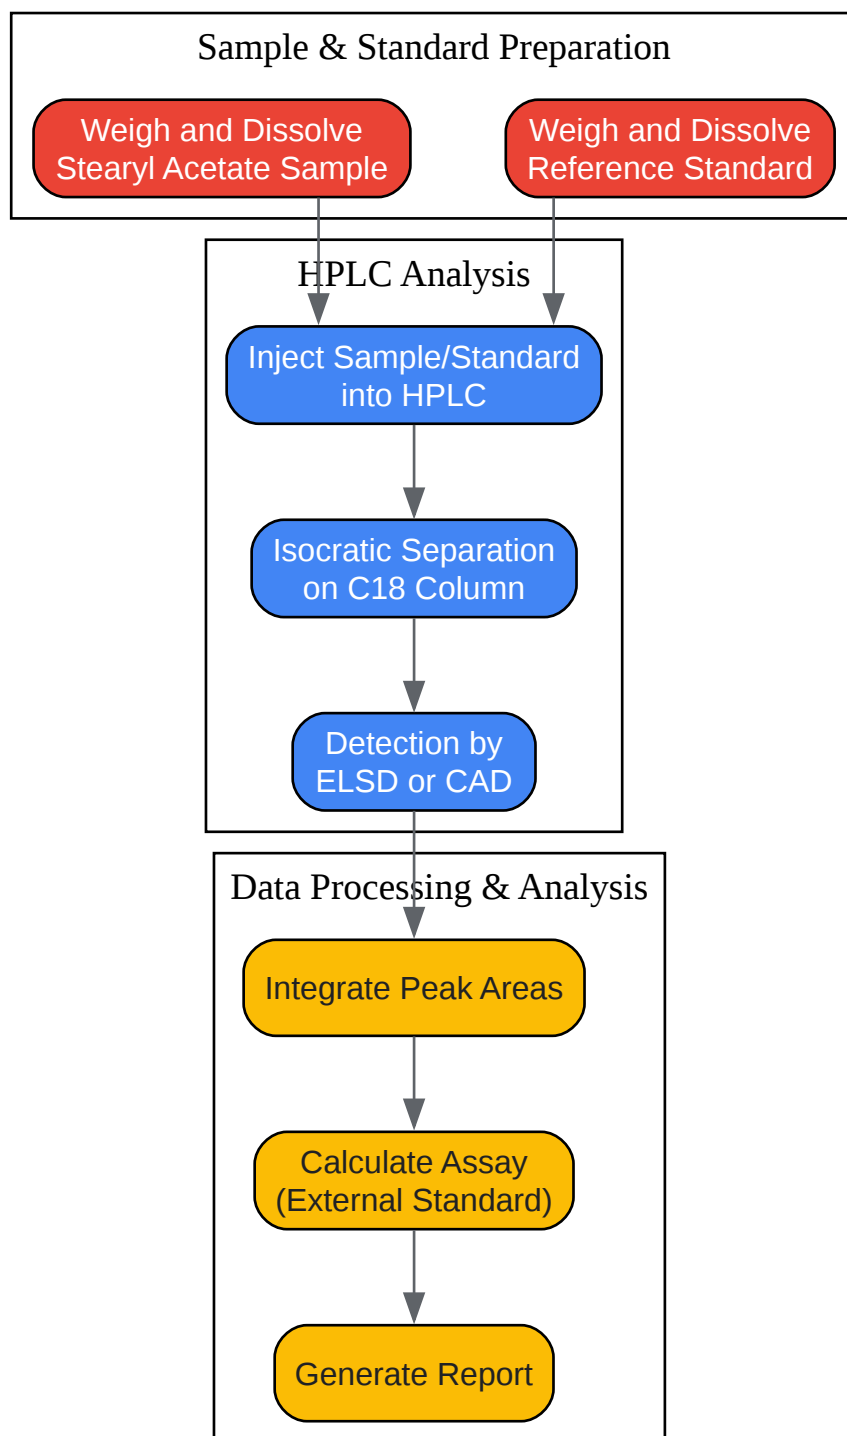 Sample & Standard Preparation
Weigh and Dissolve
Stearyl Acetate Sample
Weigh and Dissolve
Reference Standard
HPLC Analysis
Inject Sample/Standard
into HPLC
Isocratic Separation
on C18 Column
Detection by
ELSD or CAD
Data Processing & Analysis
Integrate Peak Areas
Calculate Assay
(External Standard)
Generate Report